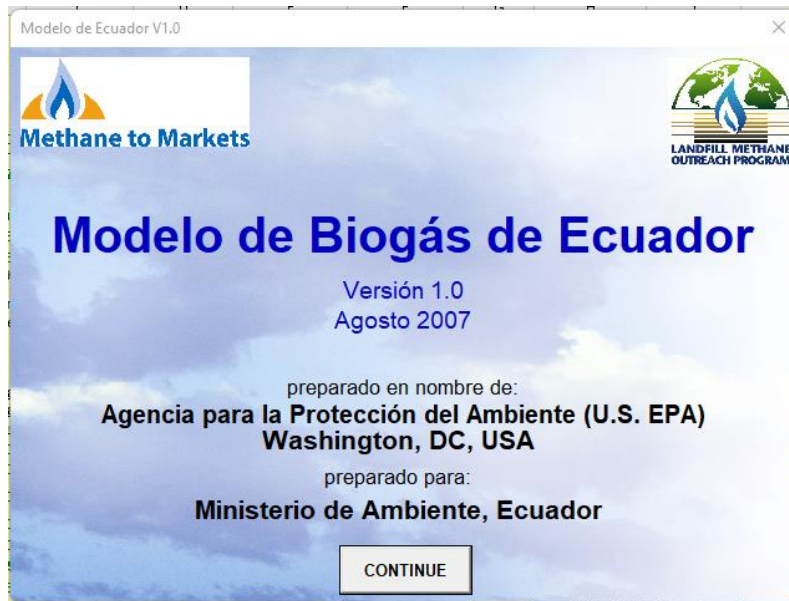 Modelo de Ecuador V1.0
Methane to Markets
LANDFILL METHANE
OUTREACH PROGRAM
Modelo de Biogás de Ecuador
Versión 1.0
Agosto 2007
preparado en nombre de:
Agencia para la Protección del Ambiente (U.S. EPA)
Washington, DC, USA
preparado para:
Ministerio de Ambiente, Ecuador
CONTINUE